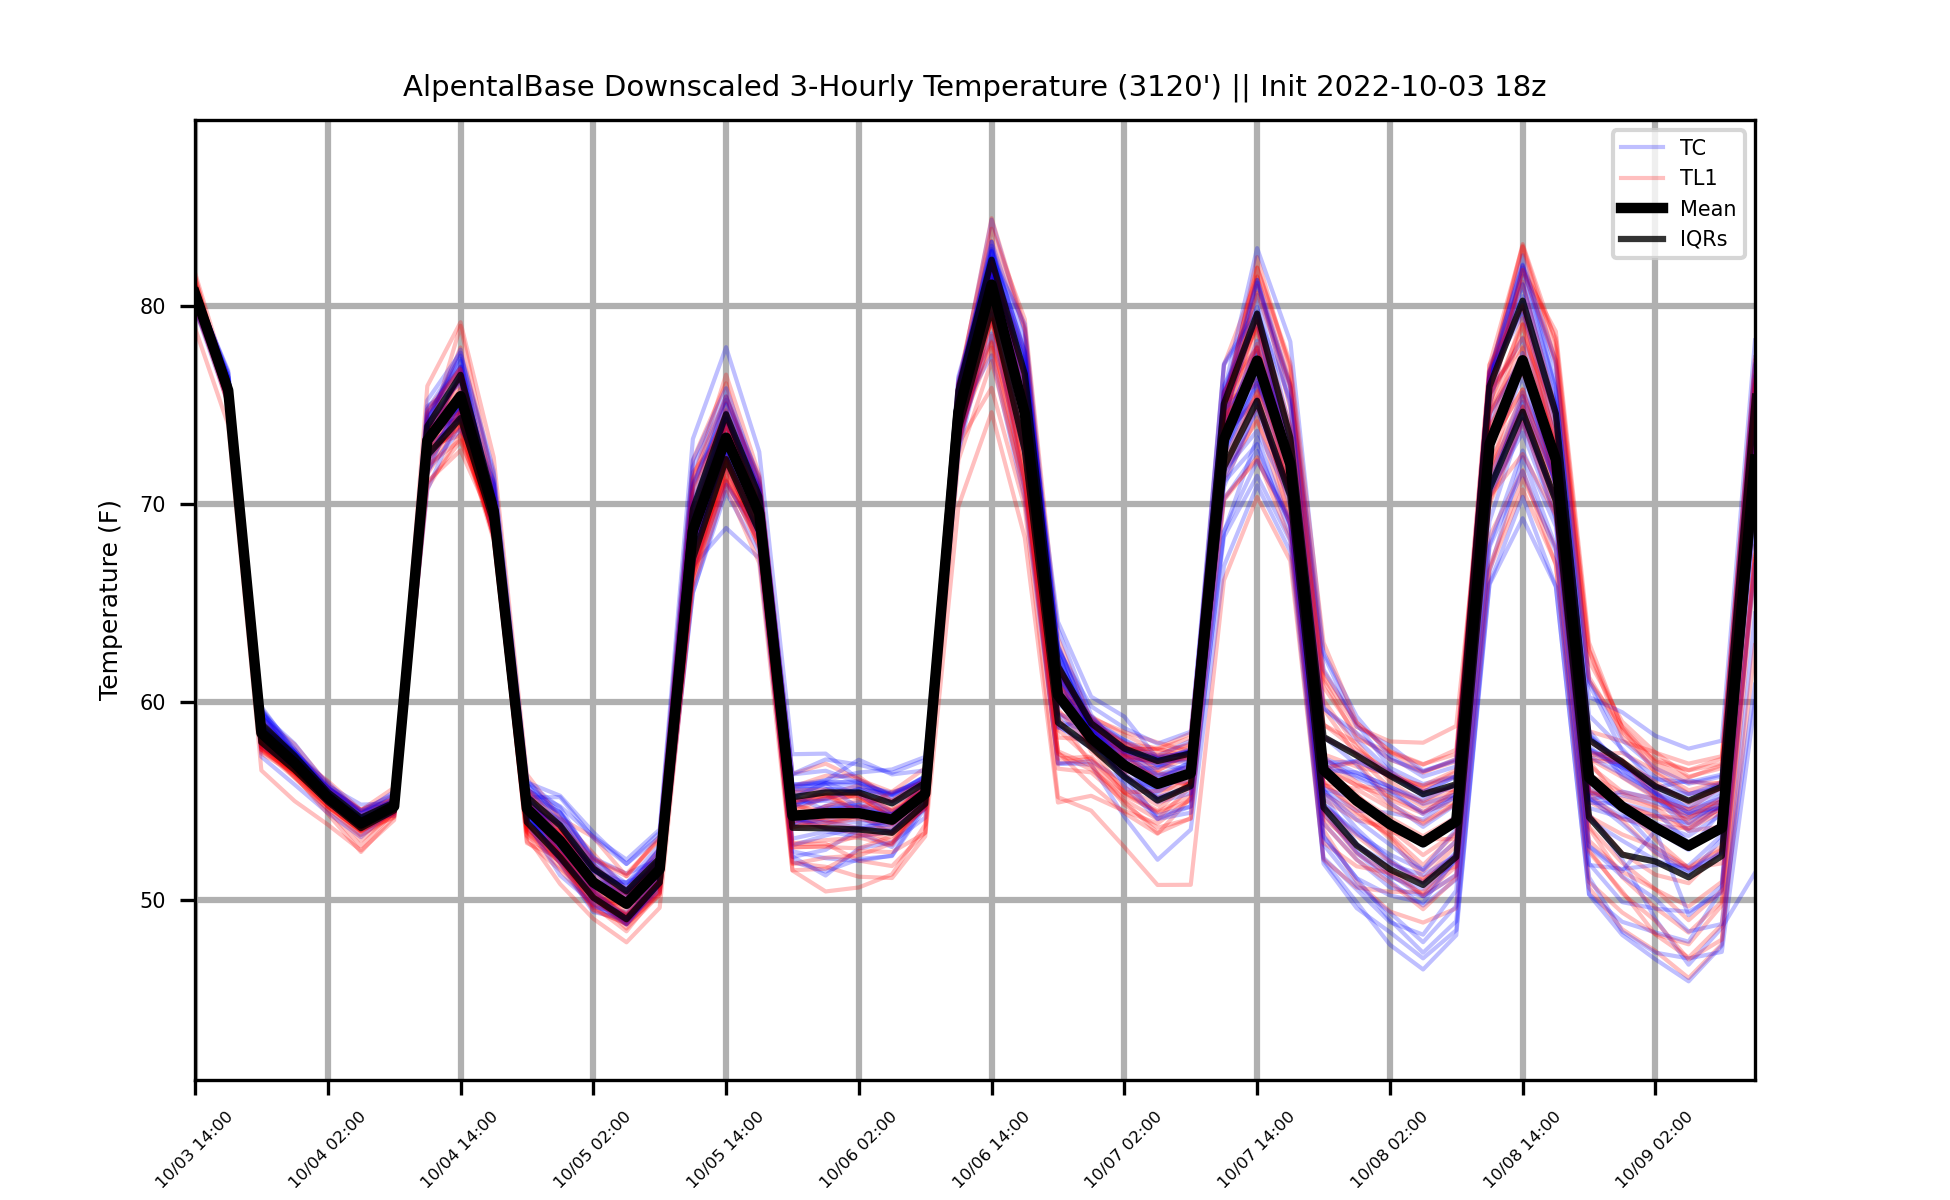 AlpentalBase Downscaled 3-Hourly Temperature (3120') || Init 2022-10-03 18z
TC
TL1
Mean
IQRs
Temperature (F)
80
70
60
50
10/03 14:00
10/04 02:00
10/04 14:00
10/05 02:00
10/05 14:00
10/06 02:00
10/06 14:00
10/07 02:00
10/07 14:00
10/08 02:00
10/08 14:00
10/09 02:00